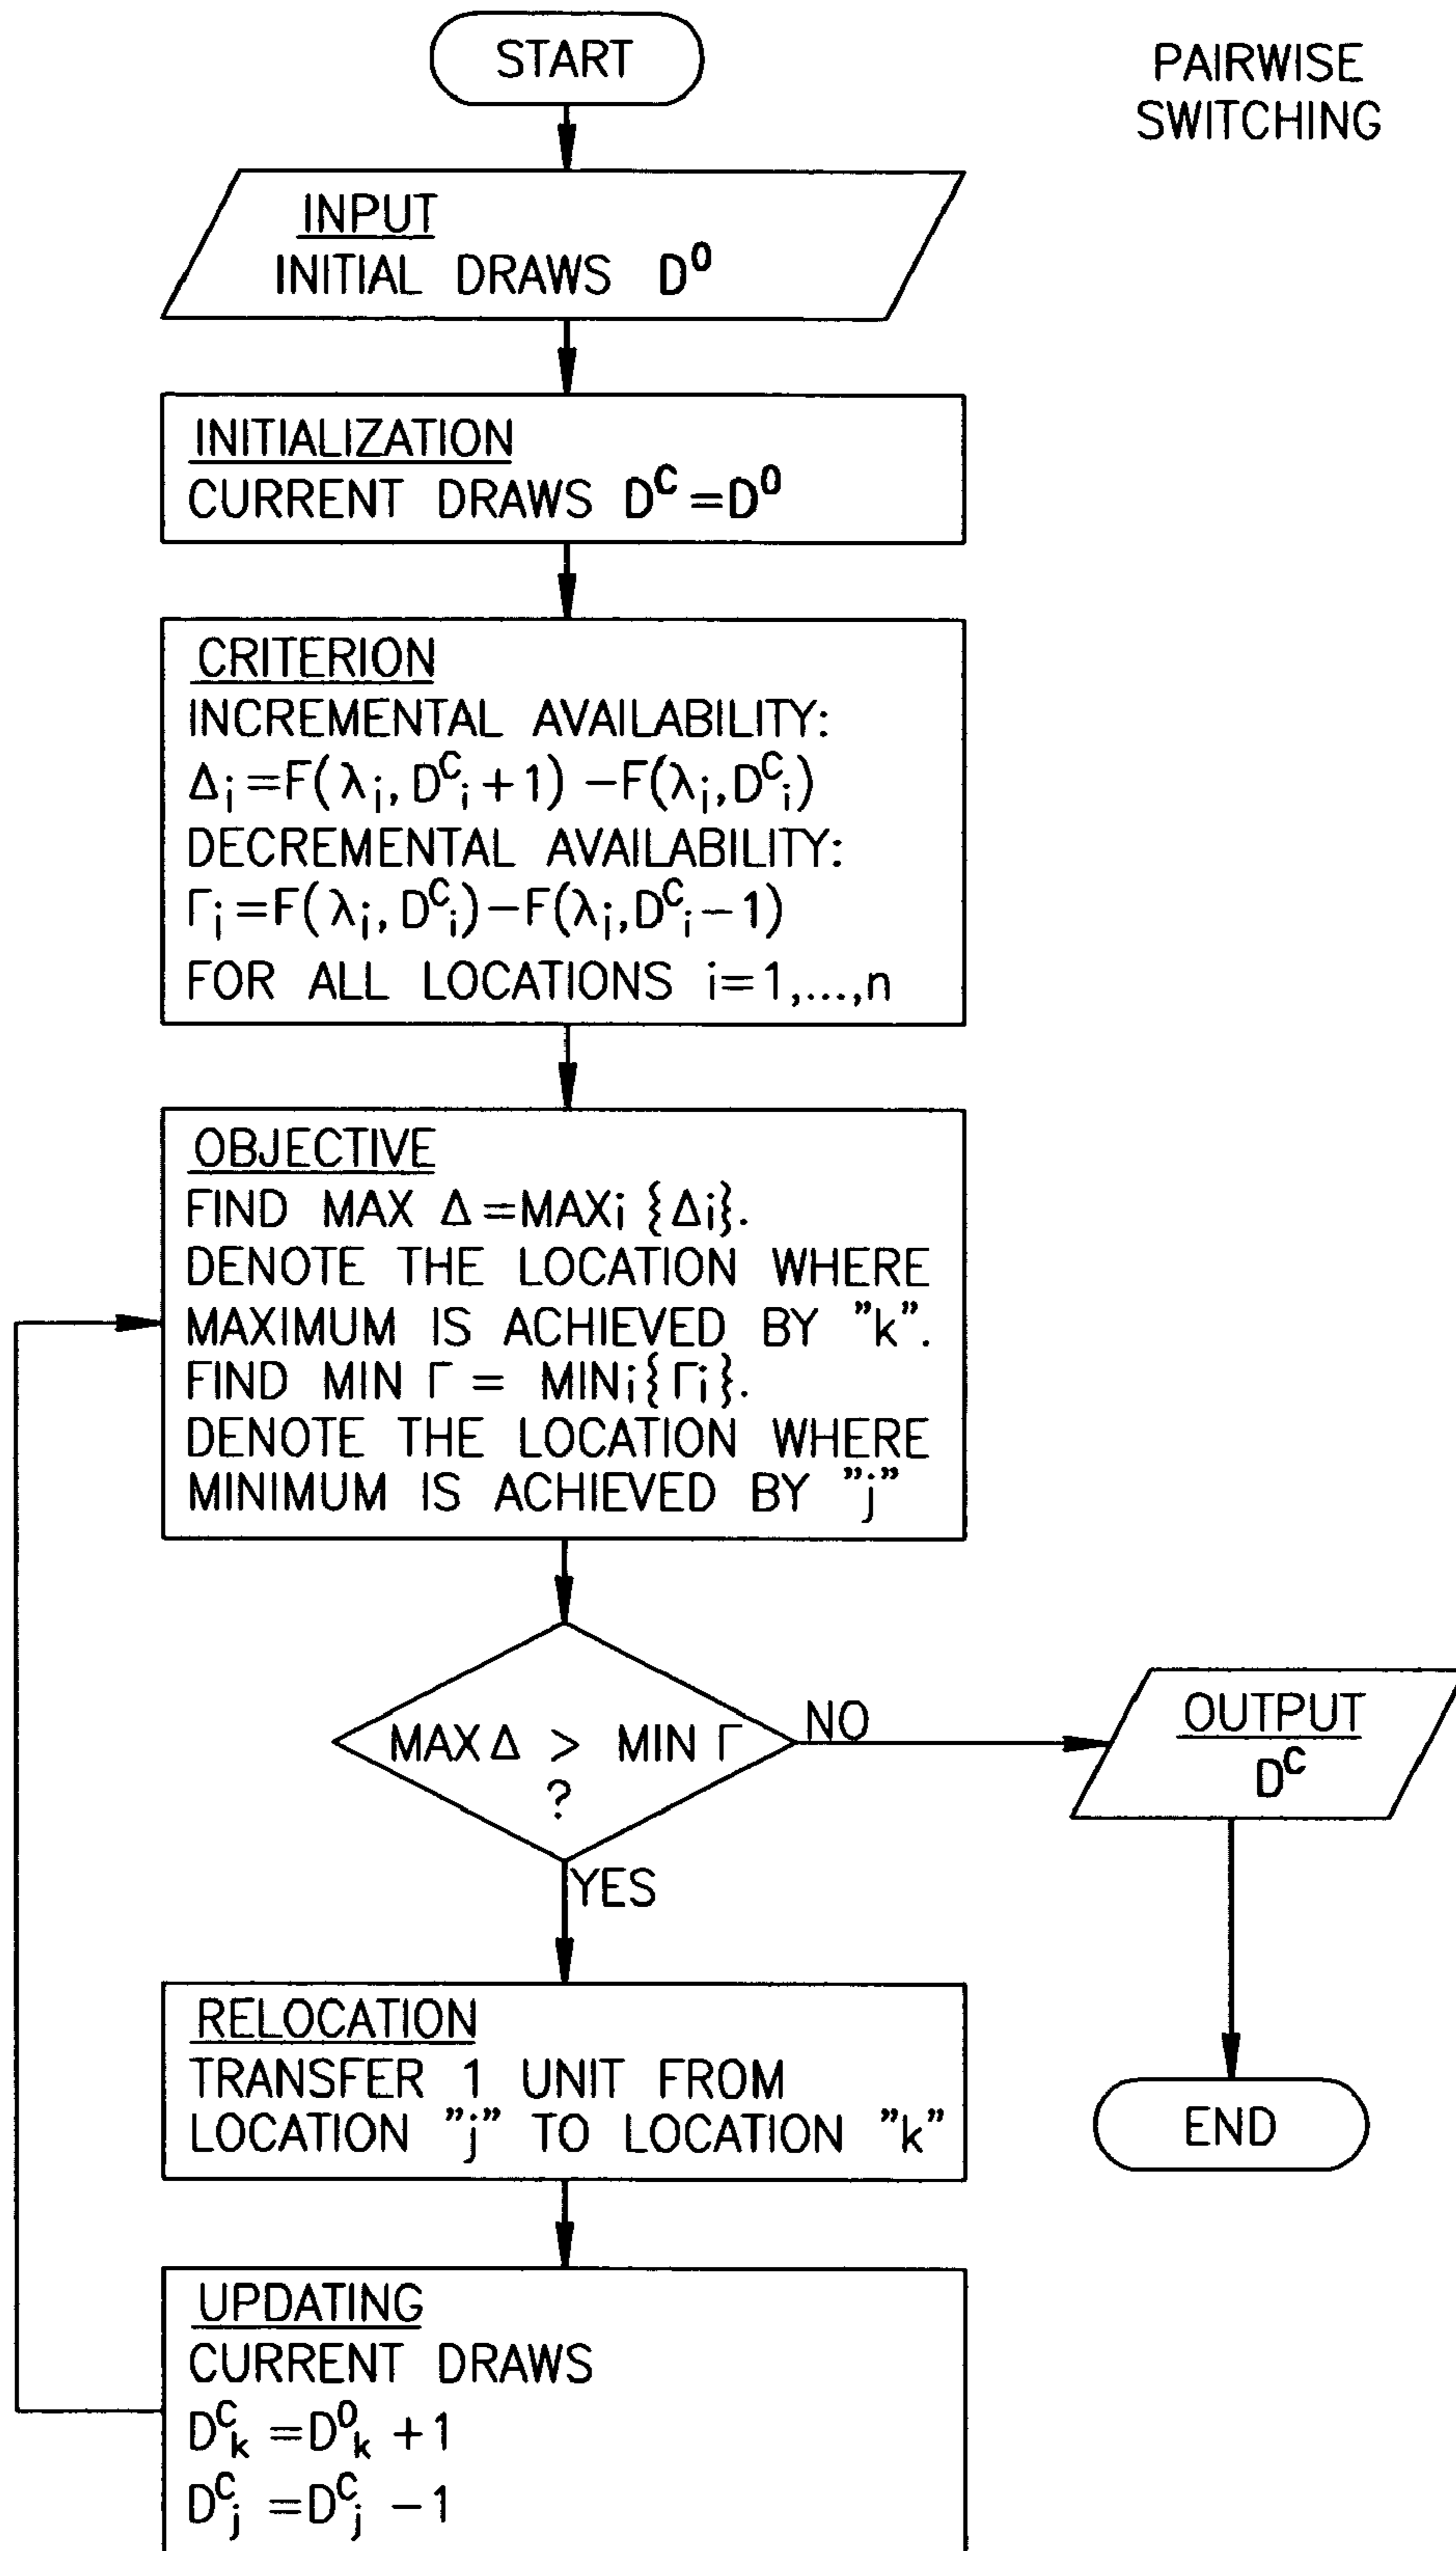 START
PAIRWISE
SWITCHING
INPUT
INITIAL DRAWS D⁰
INITIALIZATION
CURRENT DRAWS Dᶜ=D⁰
CRITERION
INCREMENTAL AVAILABILITY:
Δᵢ=F(λᵢ, Dᶜᵢ+1) −F(λᵢ,Dᶜᵢ)
DECREMENTAL AVAILABILITY:
Γᵢ=F(λᵢ, Dᶜᵢ)−F(λᵢ,Dᶜᵢ−1)
FOR ALL LOCATIONS i=1,...,n
OBJECTIVE
FIND MAX Δ=MAXi {Δi}.
DENOTE THE LOCATION WHERE
MAXIMUM IS ACHIEVED BY "k".
FIND MIN Γ = MINi{Γi}.
DENOTE THE LOCATION WHERE
MINIMUM IS ACHIEVED BY "j"
MAX Δ > MIN Γ
?
NO
OUTPUT
Dᶜ
YES
RELOCATION
TRANSFER 1 UNIT FROM
LOCATION "j" TO LOCATION "k"
END
UPDATING
CURRENT DRAWS
Dᶜₖ =D⁰ₖ +1
Dᶜⱼ =Dᶜⱼ −1